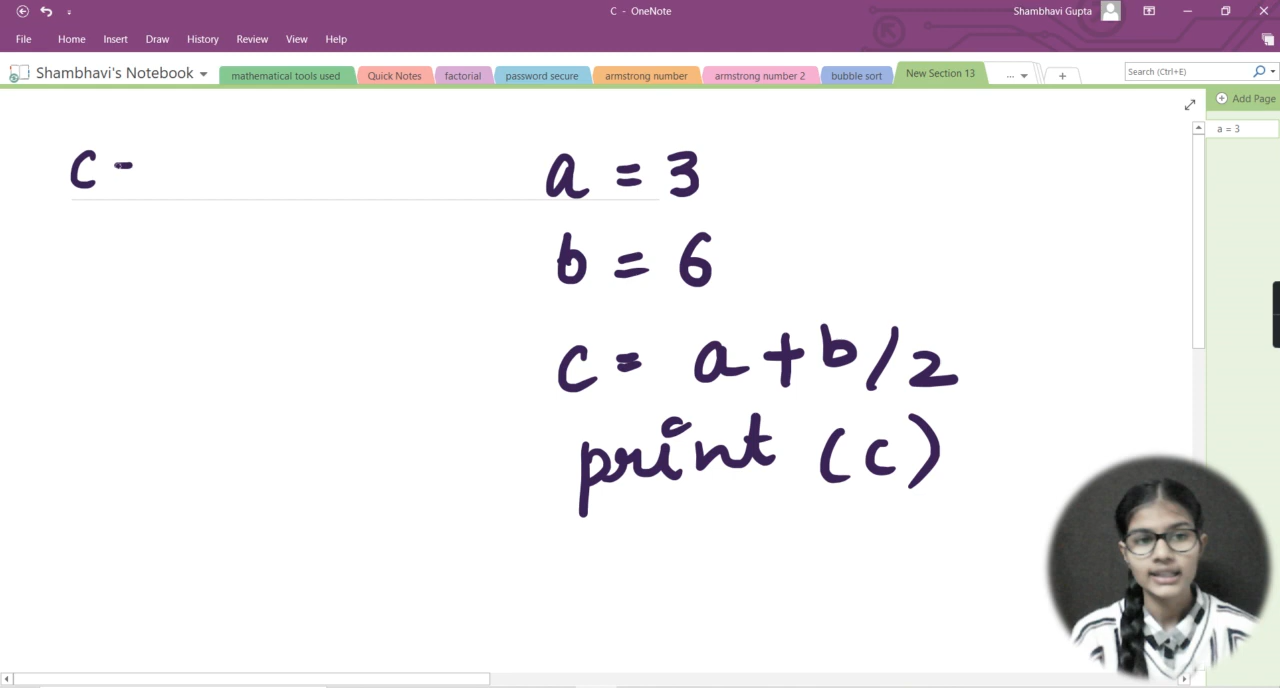 C - OneNote
Shambhavi Gupta
File Home Insert Draw History Review View Help
Shambhavi's Notebook
mathematical tools used
Quick Notes
factorial
password secure
armstrong number
armstrong number 2
bubble sort
New Section 13
...
+
Search (Ctrl+E)
Add Page
a = 3
c -
a = 3
b = 6
c = a + b / 2
print (c)